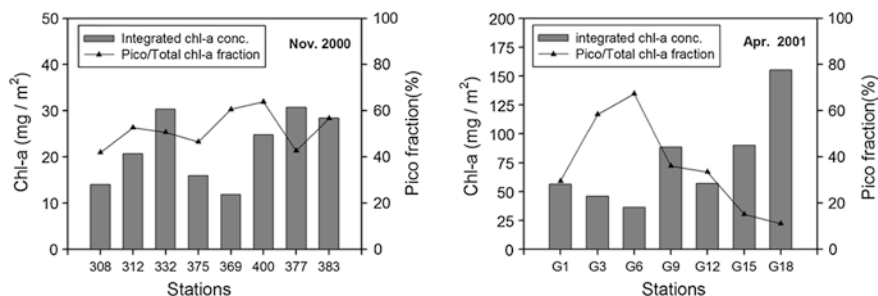 Integrated chl-a conc.
Pico/Total chl-a fraction
Nov. 2000
Chl-a (mg / m²)
50
40
30
20
10
0
100
80
60
40
20
0
Pico fraction(%)
308 312 332 375 369 400 377 383
Stations
integrated chl-a conc.
Pico/Total chl-a fraction
Apr. 2001
Chl-a (mg / m²)
200
175
150
125
100
75
50
25
0
100
80
60
40
20
0
Pico fraction(%)
G1 G3 G6 G9 G12 G15 G18
Stations